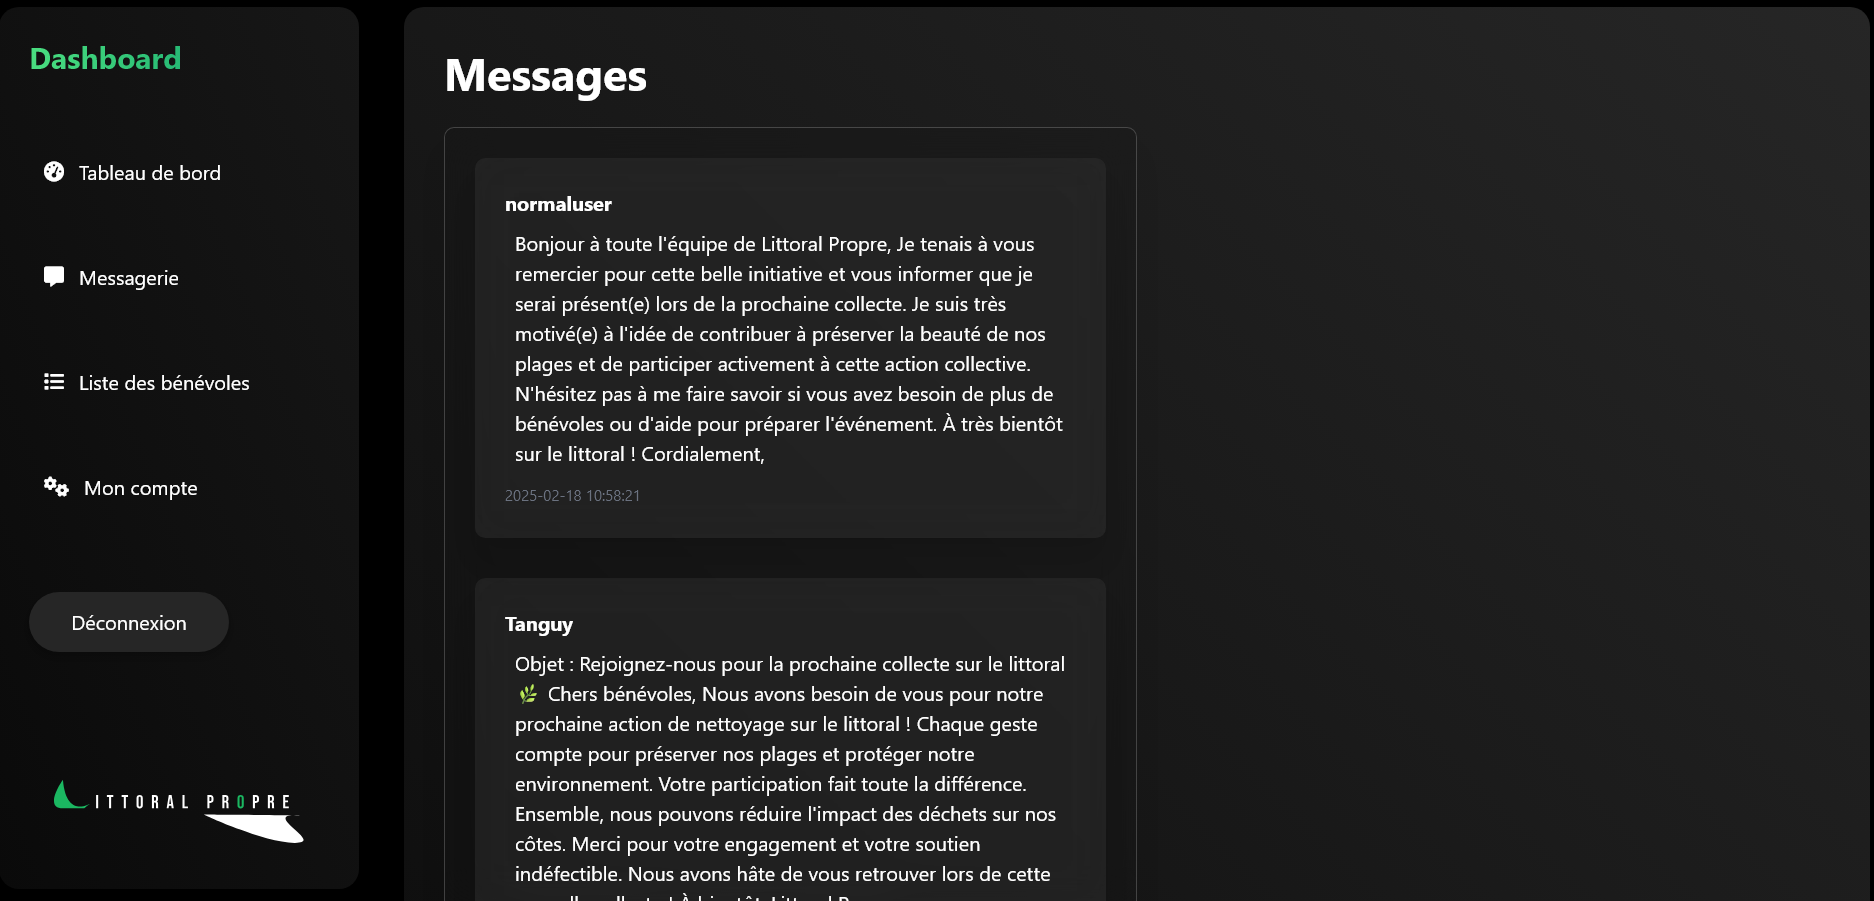 Dashboard
Tableau de bord
Messagerie
Liste des bénévoles
Mon compte
Déconnexion
LITTORAL PROPRE
Messages
normaluser
Bonjour à toute l'équipe de Littoral Propre, Je tenais à vous
remercier pour cette belle initiative et vous informer que je
serai présent(e) lors de la prochaine collecte. Je suis très
motivé(e) à l'idée de contribuer à préserver la beauté de nos
plages et de participer activement à cette action collective.
N'hésitez pas à me faire savoir si vous avez besoin de plus de
bénévoles ou d'aide pour préparer l'événement. À très bientôt
sur le littoral ! Cordialement,
2025-02-18 10:58:21
Tanguy
Objet : Rejoignez-nous pour la prochaine collecte sur le littoral
🌿 Chers bénévoles, Nous avons besoin de vous pour notre
prochaine action de nettoyage sur le littoral ! Chaque geste
compte pour préserver nos plages et protéger notre
environnement. Votre participation fait toute la différence.
Ensemble, nous pouvons réduire l'impact des déchets sur nos
côtes. Merci pour votre engagement et votre soutien
indéfectible. Nous avons hâte de vous retrouver lors de cette